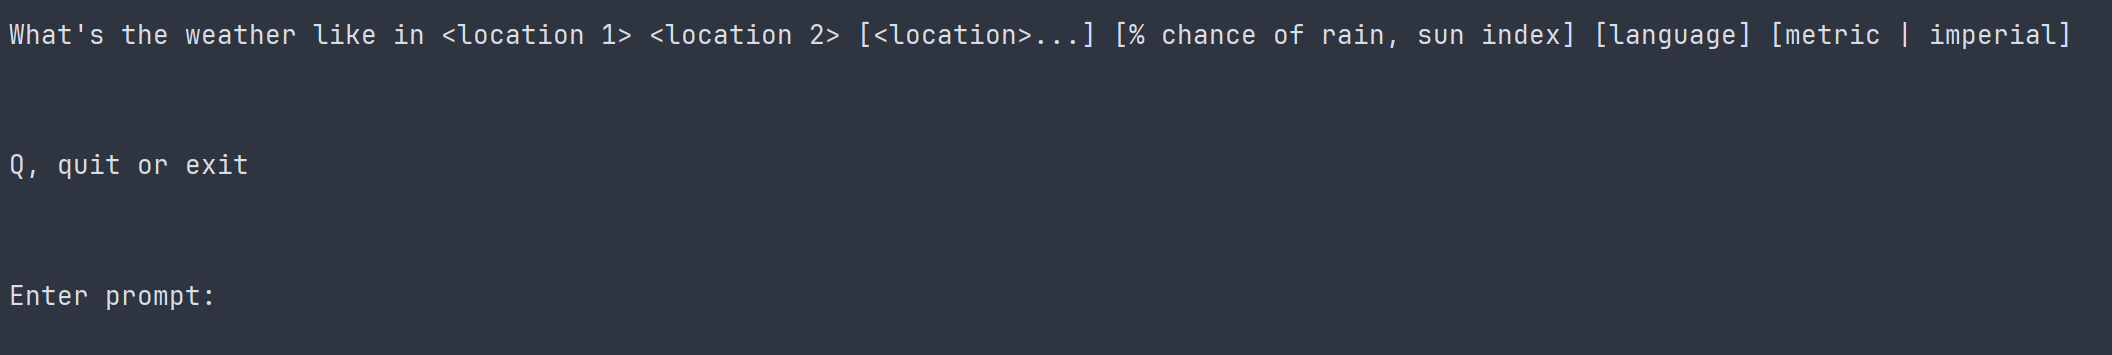 What's the weather like in <location 1> <location 2> [<location>...] [% chance of rain, sun index] [language] [metric | imperial]
Q, quit or exit
Enter prompt: